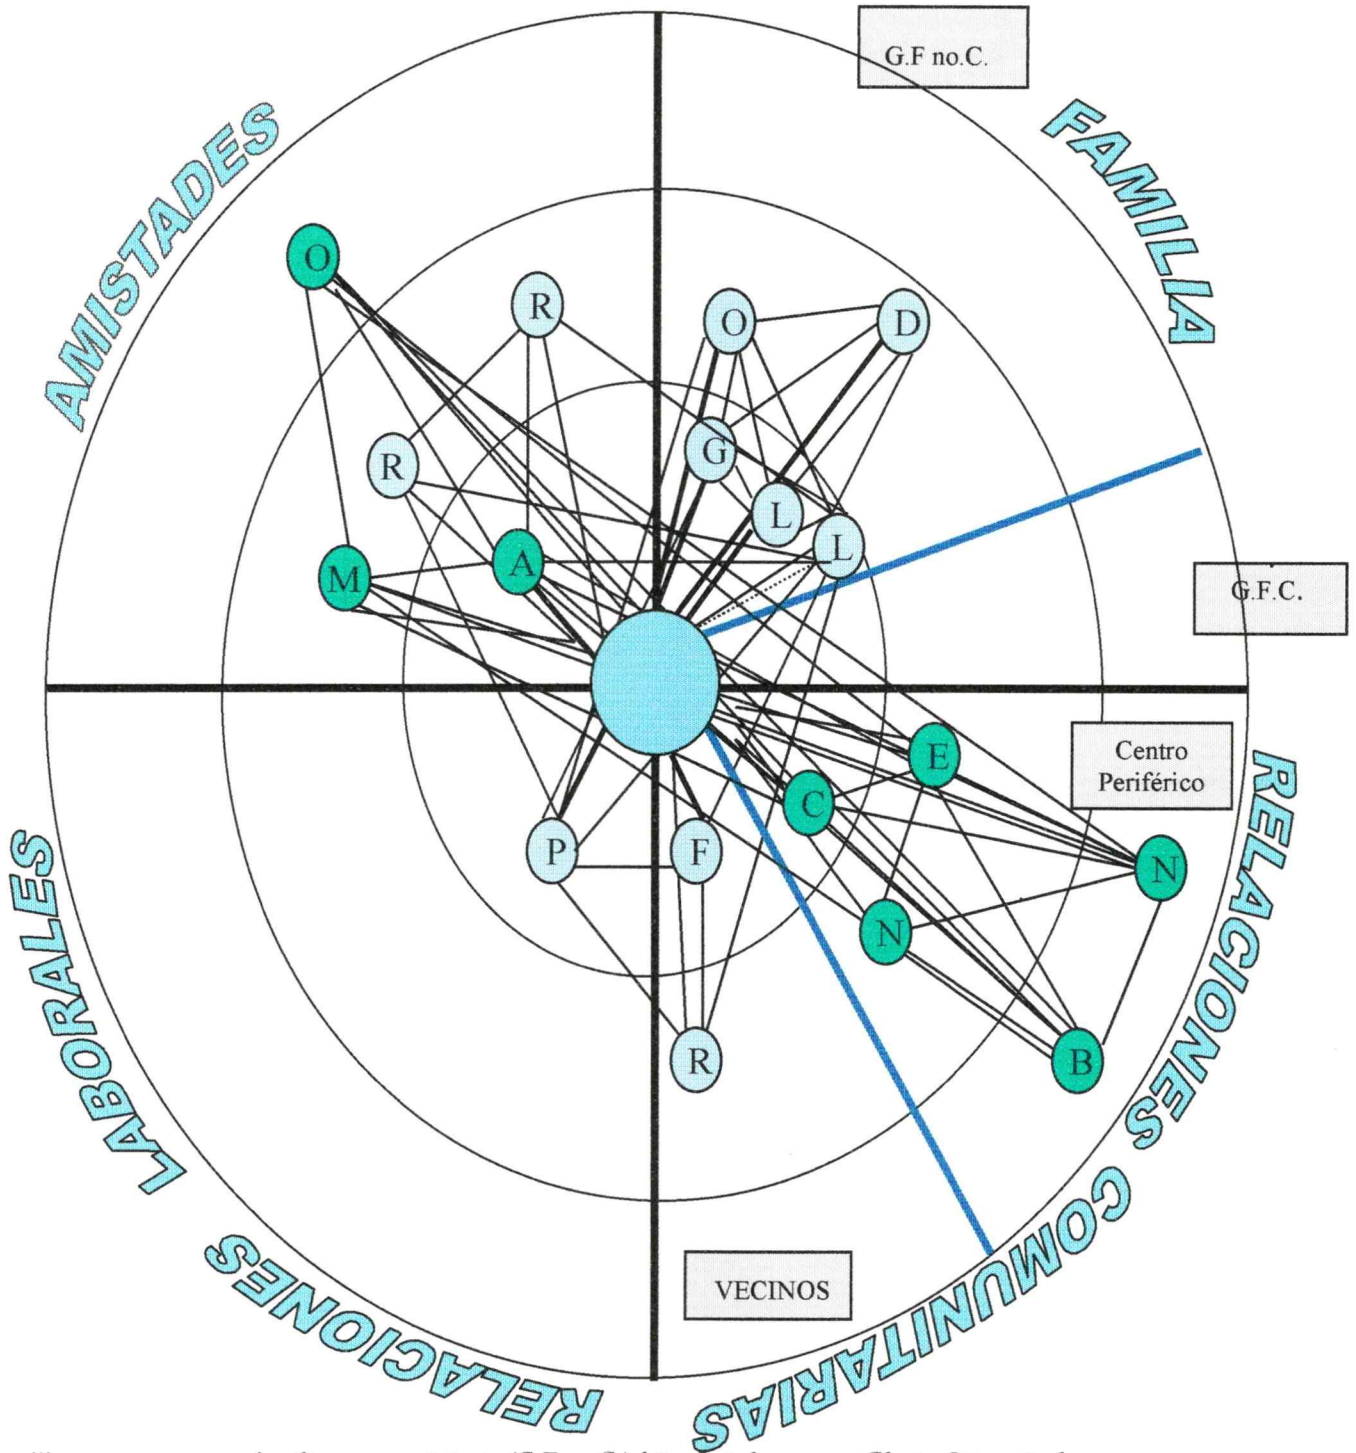 G.F no.C.
FAMILIA
AMISTADES
O
R
O
D
G
R
L
L
A
M
G.F.C.
Centro
Periférico
E
C
N
P
F
N
R
B
RELACIONES COMUNITARIAS
RELACIONES LABORALES
VECINOS